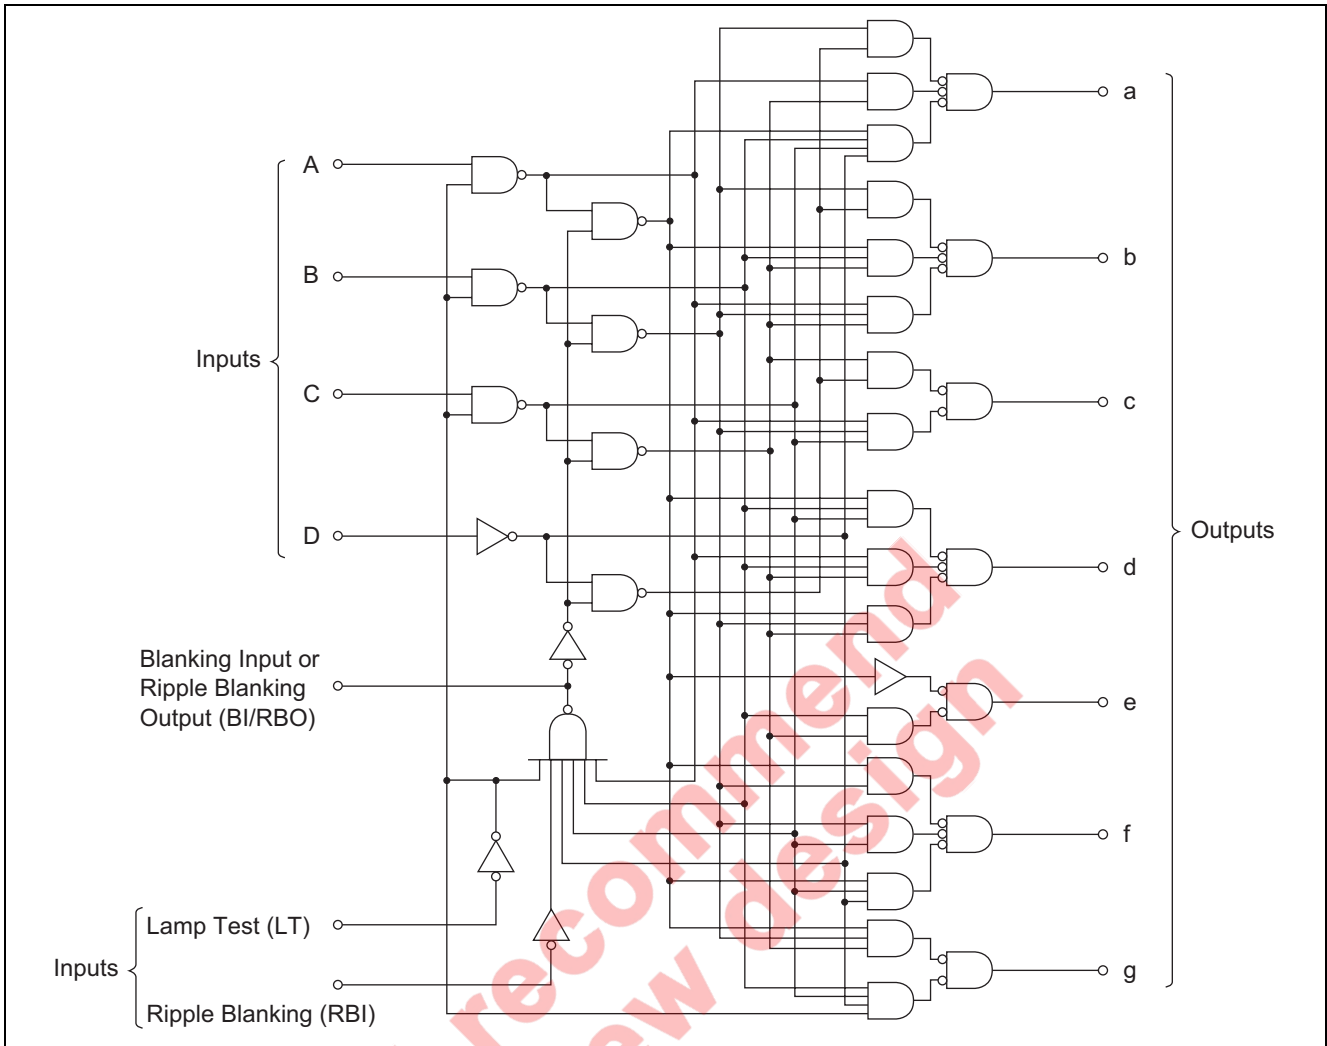 a
A
b
B
Inputs
C
c
D
Outputs
d
Blanking Input or
Ripple Blanking
Output (BI/RBO)
e
f
Lamp Test (LT)
Inputs
g
Ripple Blanking (RBI)
recommend
ew design